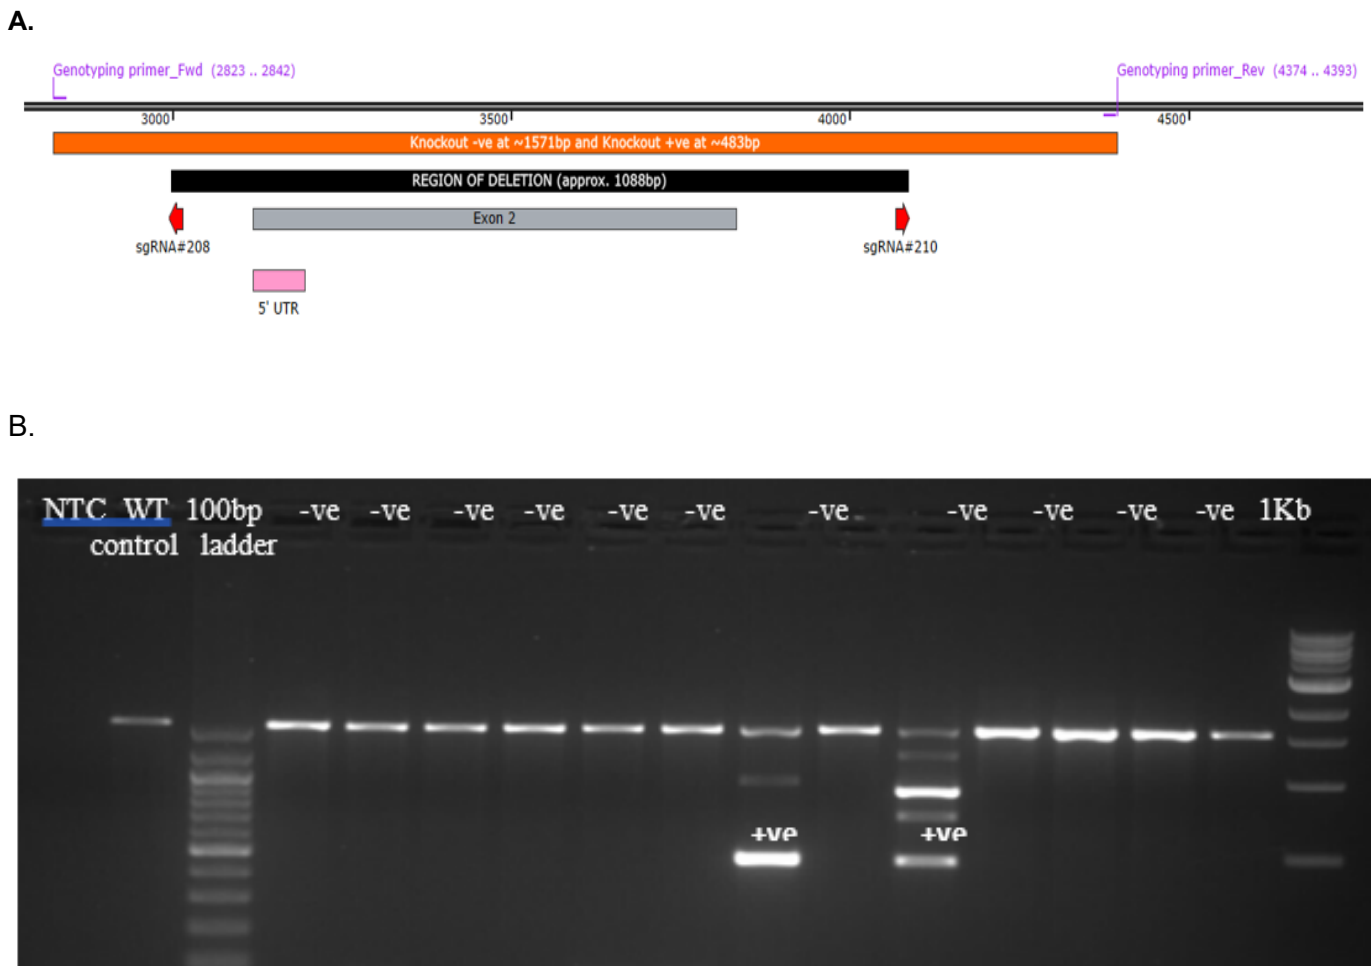 A.
Genotyping primer_Fwd (2823 .. 2842)
Genotyping primer_Rev (4374 .. 4393)
3000 3500 4000 4500
Knockout -ve at ~1571bp and Knockout +ve at ~483bp
REGION OF DELETION (approx. 1088bp)
Exon 2
sgRNA#208 sgRNA#210
5' UTR
B.
NTC WT 100bp -ve -ve -ve -ve -ve -ve -ve -ve -ve -ve -ve 1Kb
control ladder
+ve +ve